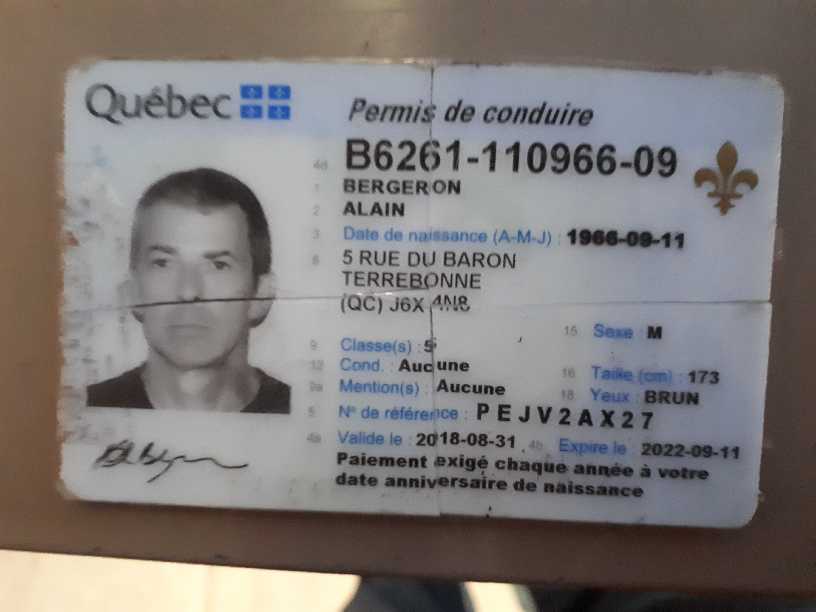 Québec
Permis de conduire
4d B6261-110966-09
1 BERGERON
2 ALAIN
3 Date de naissance (A-M-J) : 1966-09-11
8 5 RUE DU BARON
TERREBONNE
(QC) J6X 4N8
9 Classe(s) : 5 15 Sexe : M
12 Cond. : Aucune 16 Taille (cm) : 173
9a Mention(s) : Aucune 18 Yeux : BRUN
5 N° de référence : PEJV2AX27
4a Valide le : 2018-08-31 4b Expire le : 2022-09-11
Paiement exigé chaque année à votre
date anniversaire de naissance